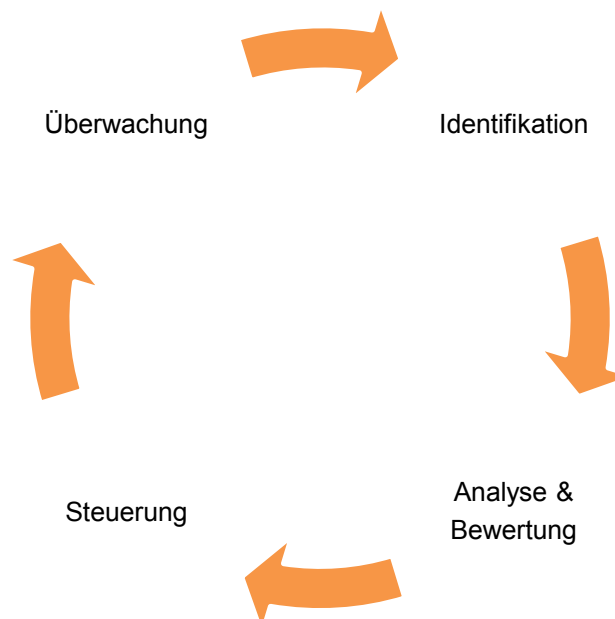 Überwachung
Identifikation
Steuerung
Analyse &
Bewertung